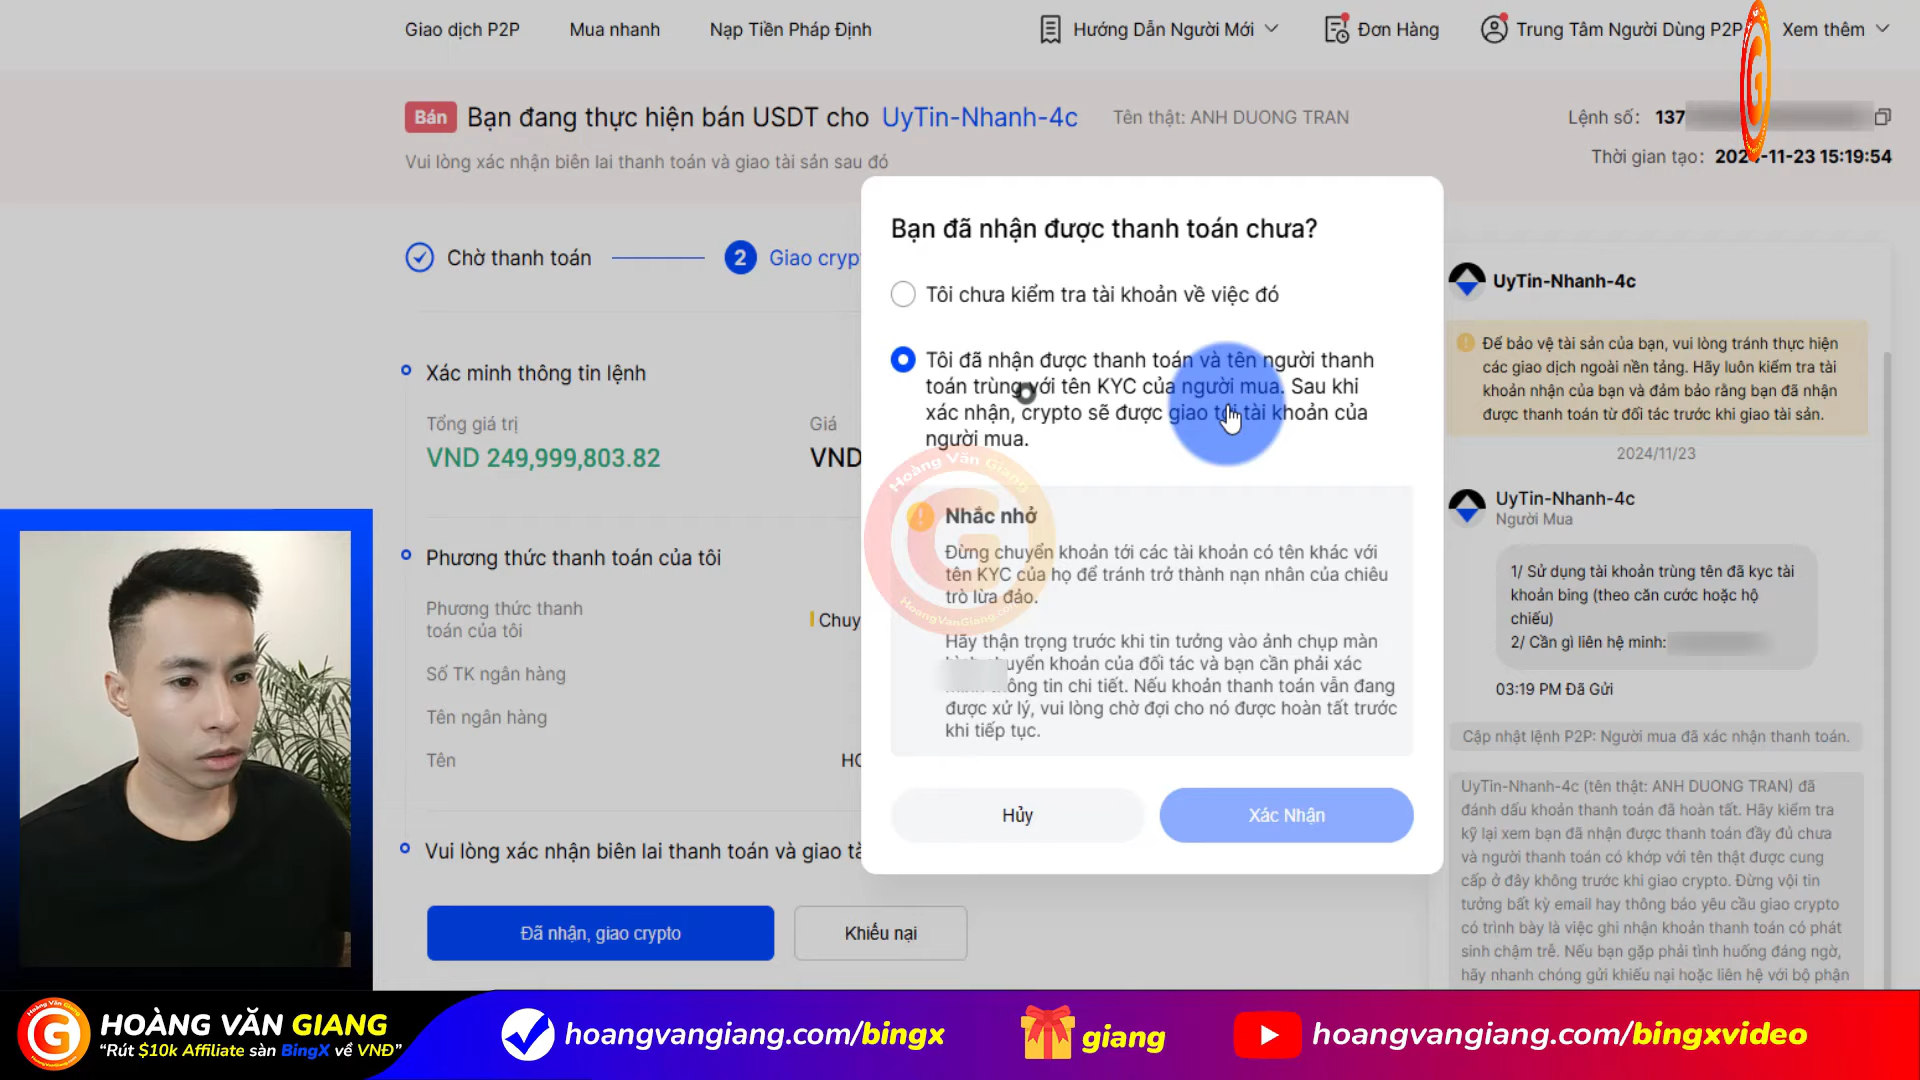 Giao dịch P2P
Mua nhanh
Nạp Tiền Pháp Định
Hướng Dẫn Người Mới
Đơn Hàng
Trung Tâm Người Dùng P2P
Xem thêm
Bán
Bạn đang thực hiện bán USDT cho UyTin-Nhanh-4c
Tên thật: ANH DUONG TRAN
Vui lòng xác nhận biên lai thanh toán và giao tài sản sau đó
Lệnh số: 137
Thời gian tạo: 2024-11-23 15:19:54
Chờ thanh toán
2
Giao cryp
Xác minh thông tin lệnh
Tổng giá trị
VND 249,999,803.82
Giá
VND
Phương thức thanh toán của tôi
Phương thức thanh
toán của tôi
Chuy
Số TK ngân hàng
Tên ngân hàng
Tên
HO
Vui lòng xác nhận biên lai thanh toán và giao tà
Đã nhận, giao crypto
Khiếu nại
Bạn đã nhận được thanh toán chưa?
Tôi chưa kiểm tra tài khoản về việc đó
Tôi đã nhận được thanh toán và tên người thanh
toán trùng với tên KYC của người mua. Sau khi
xác nhận, crypto sẽ được giao tới tài khoản của
người mua.
Nhắc nhở
Đừng chuyển khoản tới các tài khoản có tên khác với
tên KYC của họ để tránh trở thành nạn nhân của chiêu
trò lừa đảo.
Hãy thận trọng trước khi tin tưởng vào ảnh chụp màn
chuyển khoản của đối tác và bạn cần phải xác
thông tin chi tiết. Nếu khoản thanh toán vẫn đang
được xử lý, vui lòng chờ đợi cho nó được hoàn tất trước
khi tiếp tục.
Hủy
Xác Nhận
Hoàng Văn Giang
HoangVanGiang.com
UyTin-Nhanh-4c
Để bảo vệ tài sản của bạn, vui lòng tránh thực hiện
các giao dịch ngoài nền tảng. Hãy luôn kiểm tra tài
khoản nhận của bạn và đảm bảo rằng bạn đã nhận
được thanh toán từ đối tác trước khi giao tài sản.
2024/11/23
UyTin-Nhanh-4c
Người Mua
1/ Sử dụng tài khoản trùng tên đã kyc tài
khoản bing (theo căn cước hoặc hộ
chiếu)
2/ Cần gì liên hệ mình:
03:19 PM Đã Gửi
Cập nhật lệnh P2P: Người mua đã xác nhận thanh toán.
UyTin-Nhanh-4c (tên thật: ANH DUONG TRAN) đã
đánh dấu khoản thanh toán đã hoàn tất. Hãy kiểm tra
kỹ lại xem bạn đã nhận được thanh toán đầy đủ chưa
và người thanh toán có khớp với tên thật được cung
cấp ở đây không trước khi giao crypto. Đừng vội tin
tưởng bất kỳ email hay thông báo yêu cầu giao crypto
có trình bày là việc ghi nhận khoản thanh toán có phát
sinh chậm trễ. Nếu bạn gặp phải tình huống đáng ngờ,
hãy nhanh chóng gửi khiếu nại hoặc liên hệ với bộ phận
HOÀNG VĂN GIANG
"Rút $10k Affiliate sàn BingX về VNĐ"
hoangvangiang.com/bingx
giang
hoangvangiang.com/bingxvideo